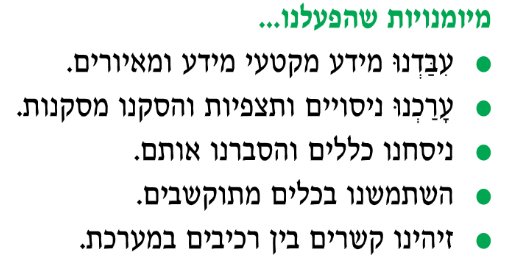 מיומנויות שהפעלנו...
● עִבַּדְנוּ מידע מקטעי מידע ומאיורים.
● עָרַכְנוּ ניסויים ותצפיות והסקנו מסקנות.
● ניסחנו כללים והסברנו אותם.
● השתמשנו בכלים מתוקשבים.
● זיהינו קשרים בין רכיבים במערכת.